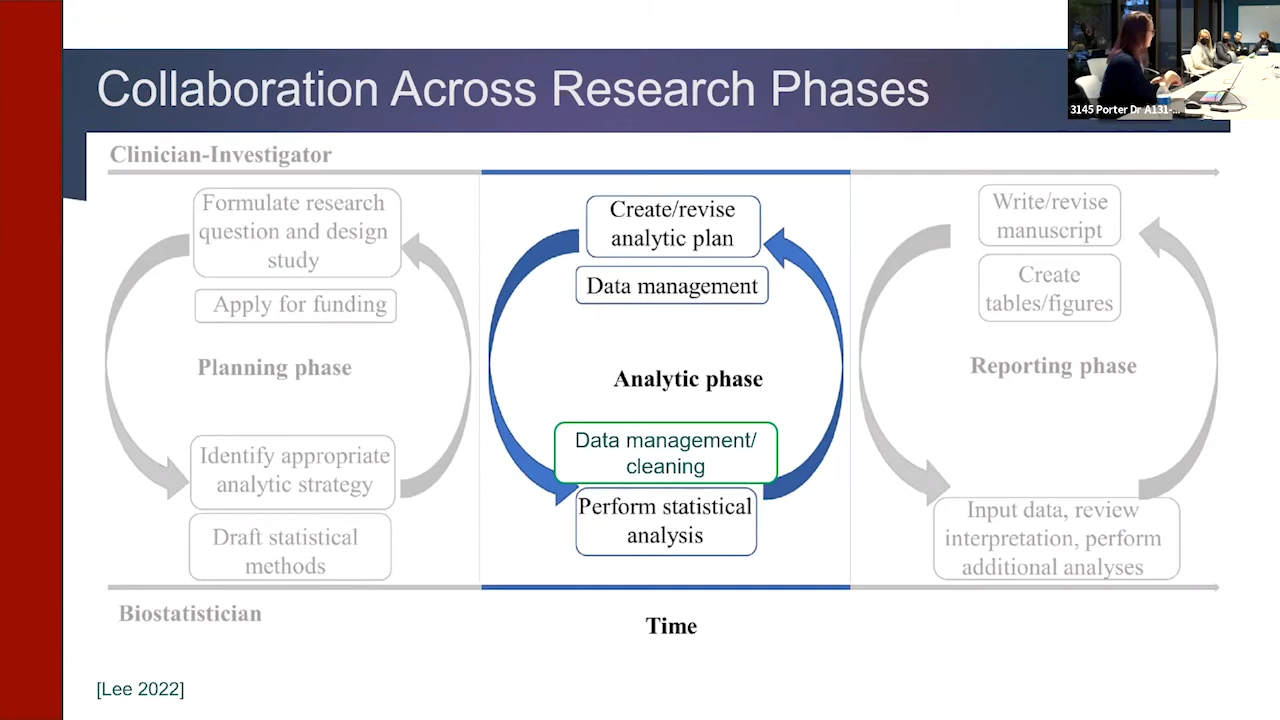 Collaboration Across Research Phases
3145 Porter Dr A131-...
Clinician-Investigator
Formulate research
question and design
study
Apply for funding
Planning phase
Identify appropriate
analytic strategy
Draft statistical
methods
Create/revise
analytic plan
Data management
Analytic phase
Data management/
cleaning
Perform statistical
analysis
Write/revise
manuscript
Create
tables/figures
Reporting phase
Input data, review
interpretation, perform
additional analyses
Biostatistician
Time
[Lee 2022]